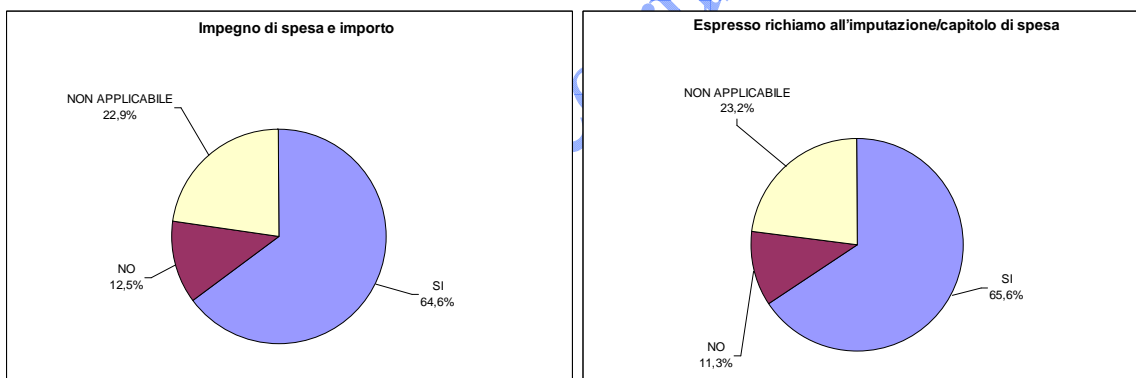 Impegno di spesa e importo
NON APPLICABILE
22,9%
NO
12,5%
SI
64,6%
Espresso richiamo all'imputazione/capitolo di spesa
NON APPLICABILE
23,2%
SI
65,6%
NO
11,3%